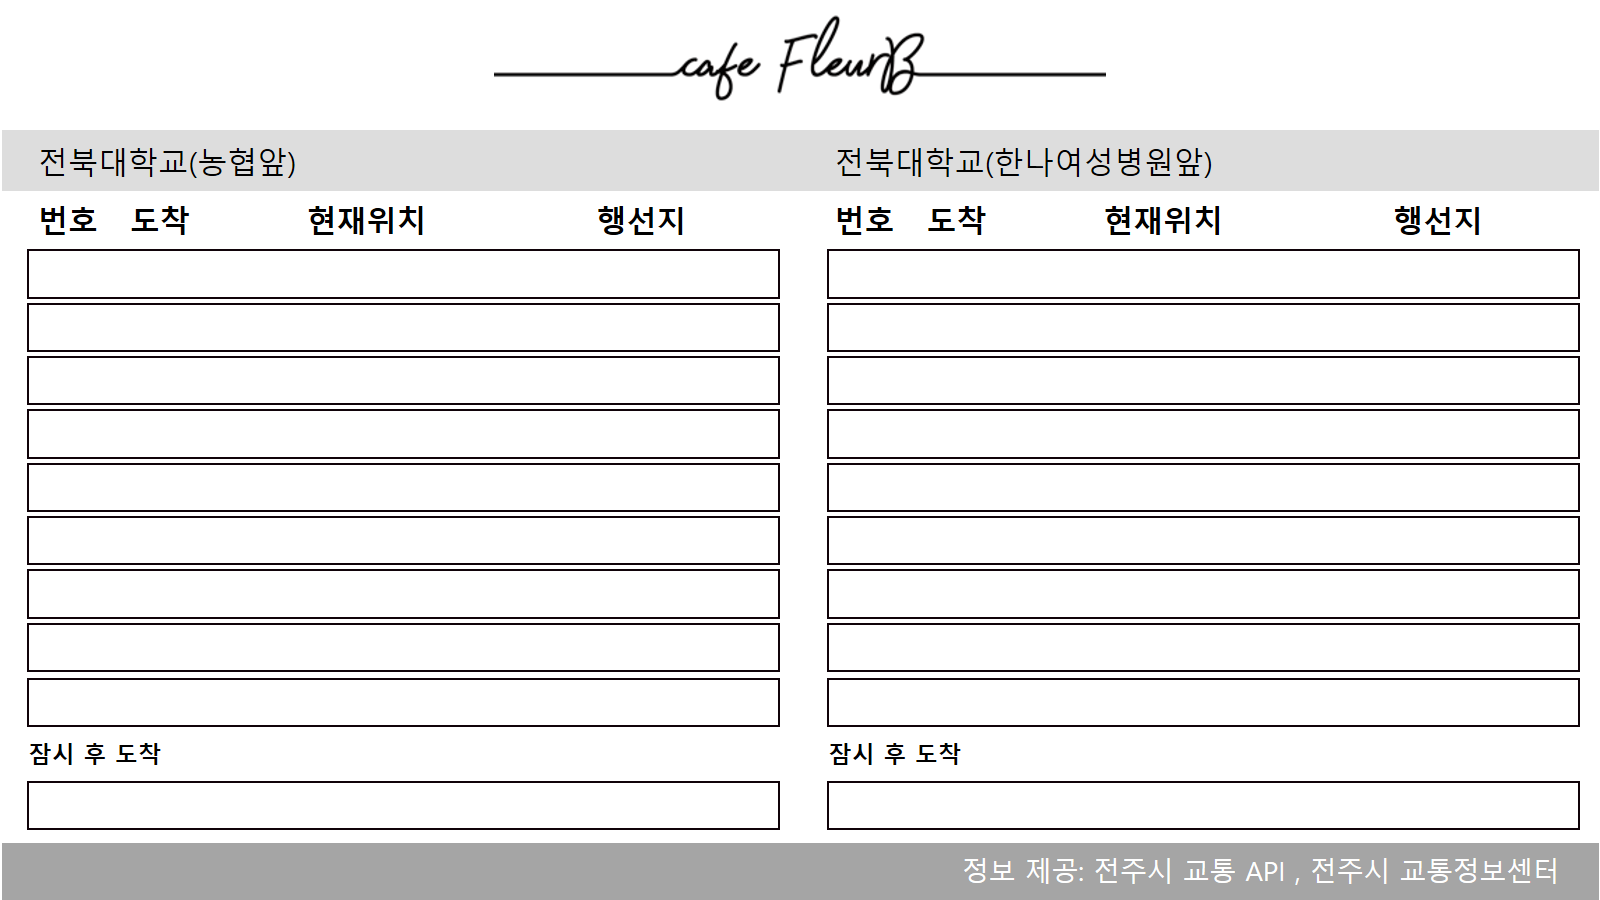 cafe FleurB
전북대학교(농협앞)
전북대학교(한나여성병원앞)
번호 도착 현재위치 행선지
번호 도착 현재위치 행선지
잠시 후 도착
잠시 후 도착
정보 제공: 전주시 교통 API , 전주시 교통정보센터